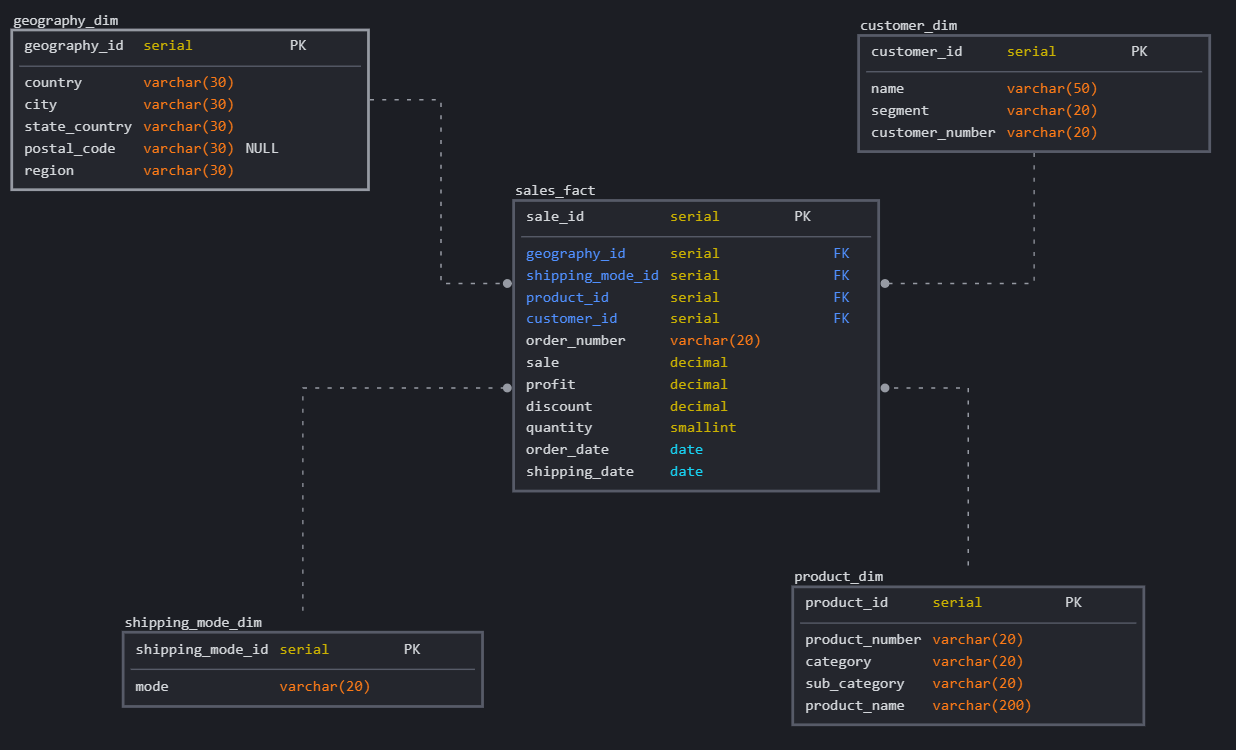 geography_dim
geography_id serial PK
country varchar(30)
city varchar(30)
state_country varchar(30)
postal_code varchar(30) NULL
region varchar(30)
customer_dim
customer_id serial PK
name varchar(50)
segment varchar(20)
customer_number varchar(20)
sales_fact
sale_id serial PK
geography_id serial FK
shipping_mode_id serial FK
product_id serial FK
customer_id serial FK
order_number varchar(20)
sale decimal
profit decimal
discount decimal
quantity smallint
order_date date
shipping_date date
shipping_mode_dim
shipping_mode_id serial PK
mode varchar(20)
product_dim
product_id serial PK
product_number varchar(20)
category varchar(20)
sub_category varchar(20)
product_name varchar(200)